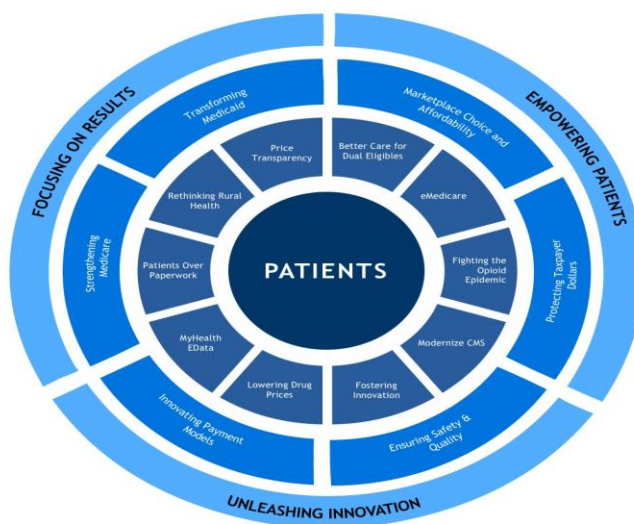 FOCUSING ON RESULTS
EMPOWERING PATIENTS
UNLEASHING INNOVATION
Transforming
Medicaid
Marketplace Choice and
Affordability
Protecting Taxpayer
Dollars
Ensuring Safety &
Quality
Innovating Payment
Models
Strengthening
Medicare
Price
Transparency
Better Care for
Dual Eligibles
eMedicare
Fighting the
Opioid
Epidemic
Modernize CMS
Fostering
Innovation
Lowering Drug
Prices
MyHealth
EData
Patients Over
Paperwork
Rethinking Rural
Health
PATIENTS